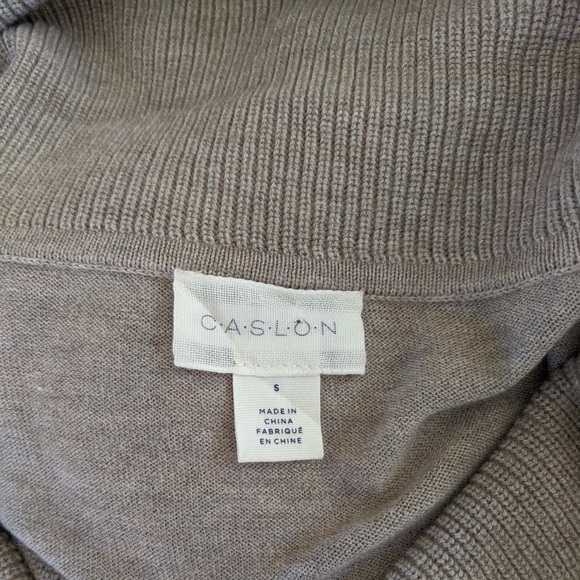 C·A·S·L·O·N
S
MADE IN
CHINA
FABRIQUÉ
EN CHINE